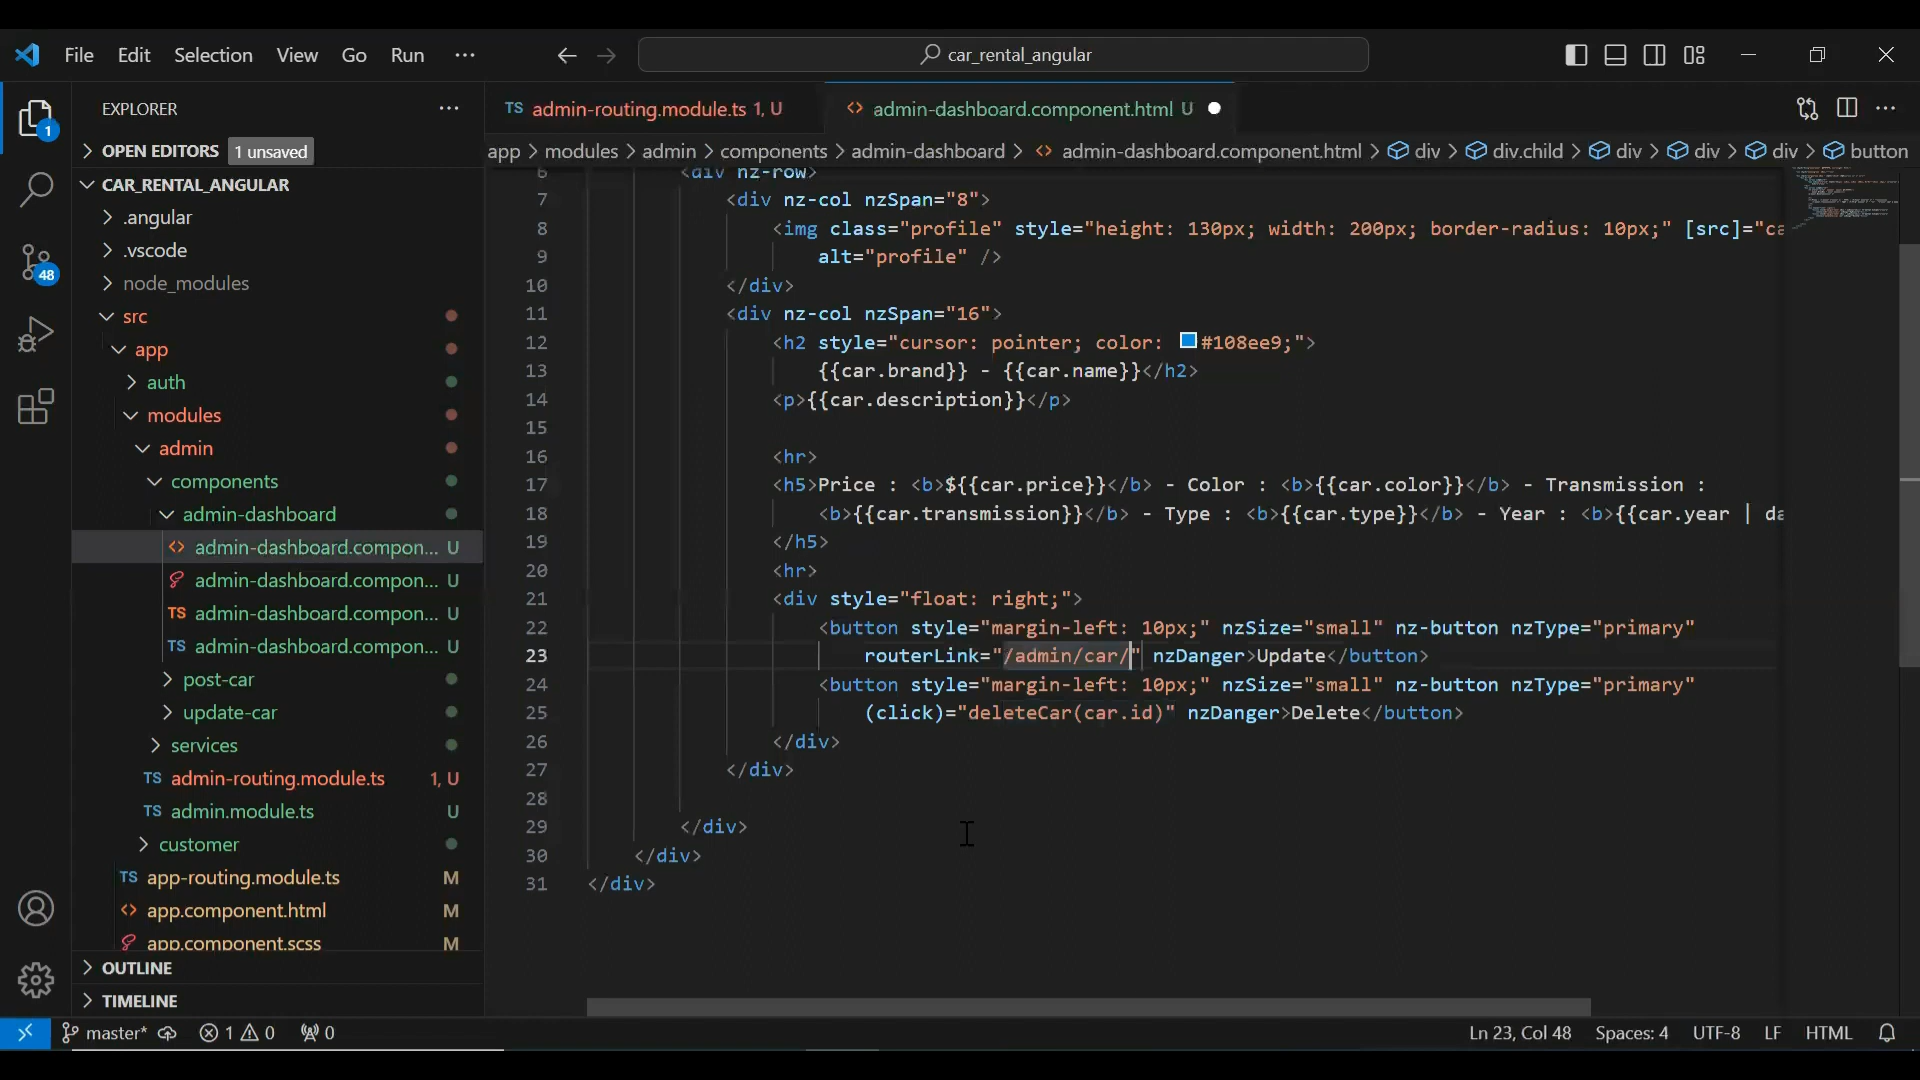 File Edit Selection View Go Run ··· car_rental_angular
EXPLORER ···
OPEN EDITORS 1 unsaved
CAR_RENTAL_ANGULAR
.angular
.vscode
node_modules
src
app
auth
modules
admin
components
admin-dashboard
admin-dashboard.compon... U
admin-dashboard.compon... U
TS admin-dashboard.compon... U
TS admin-dashboard.compon... U
post-car
update-car
services
TS admin-routing.module.ts 1, U
TS admin.module.ts U
customer
TS app-routing.module.ts M
app.component.html M
app.component.scss M
OUTLINE
TIMELINE
1
48
TS admin-routing.module.ts 1, U <> admin-dashboard.component.html U
app > modules > admin > components > admin-dashboard > <> admin-dashboard.component.html > div > div.child > div > div > div > button
6 <div nz-row>
7 <div nz-col nzSpan="8">
8 <img class="profile" style="height: 130px; width: 200px; border-radius: 10px;" [src]="ca
9 alt="profile" />
10 </div>
11 <div nz-col nzSpan="16">
12 <h2 style="cursor: pointer; color: #108ee9;">
13 {{car.brand}} - {{car.name}}</h2>
14 <p>{{car.description}}</p>
15
16 <hr>
17 <h5>Price : <b>${{car.price}}</b> - Color : <b>{{car.color}}</b> - Transmission :
18 <b>{{car.transmission}}</b> - Type : <b>{{car.type}}</b> - Year : <b>{{car.year | da
19 </h5>
20 <hr>
21 <div style="float: right;">
22 <button style="margin-left: 10px;" nzSize="small" nz-button nzType="primary"
23 routerLink="/admin/car/" nzDanger>Update</button>
24 <button style="margin-left: 10px;" nzSize="small" nz-button nzType="primary"
25 (click)="deleteCar(car.id)" nzDanger>Delete</button>
26 </div>
27 </div>
28
29 </div>
30 </div>
31 </div>
master* 1 0 0 Ln 23, Col 48 Spaces: 4 UTF-8 LF HTML